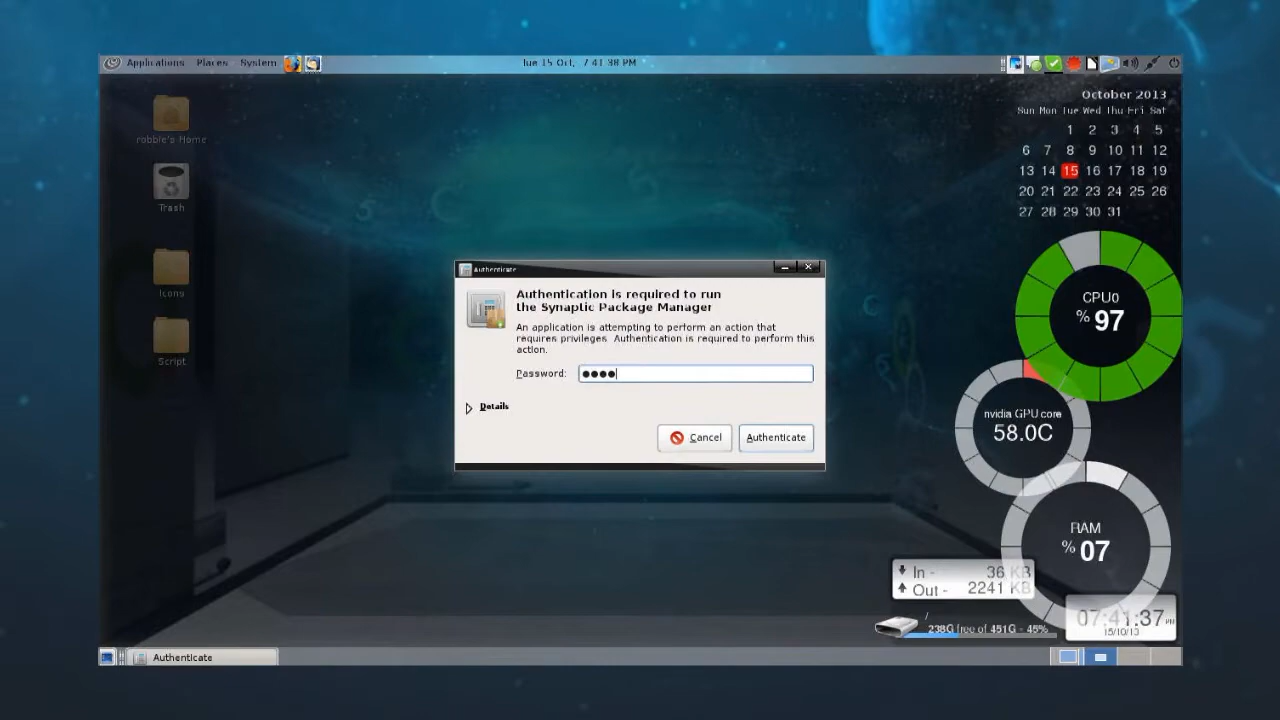 Applications Places System
Tue 15 Oct, 7 41 38 PM
robbie's Home
Trash
Icons
Script
October 2013
Sun Mon Tue Wed Thu Fri Sat
1 2 3 4 5
6 7 8 9 10 11 12
13 14 15 16 17 18 19
20 21 22 23 24 25 26
27 28 29 30 31
CPU0
% 97
nvidia GPU core
58.0C
RAM
% 07
Authenticate
Authentication is required to run
the Synaptic Package Manager
An application is attempting to perform an action that
requires privileges. Authentication is required to perform this
action.
Password: ●●●●
Details
Cancel Authenticate
In - 36 KB
Out - 2241 KB
/
238G free of 451G - 45%
07:41:37 PM
15/10/13
Authenticate